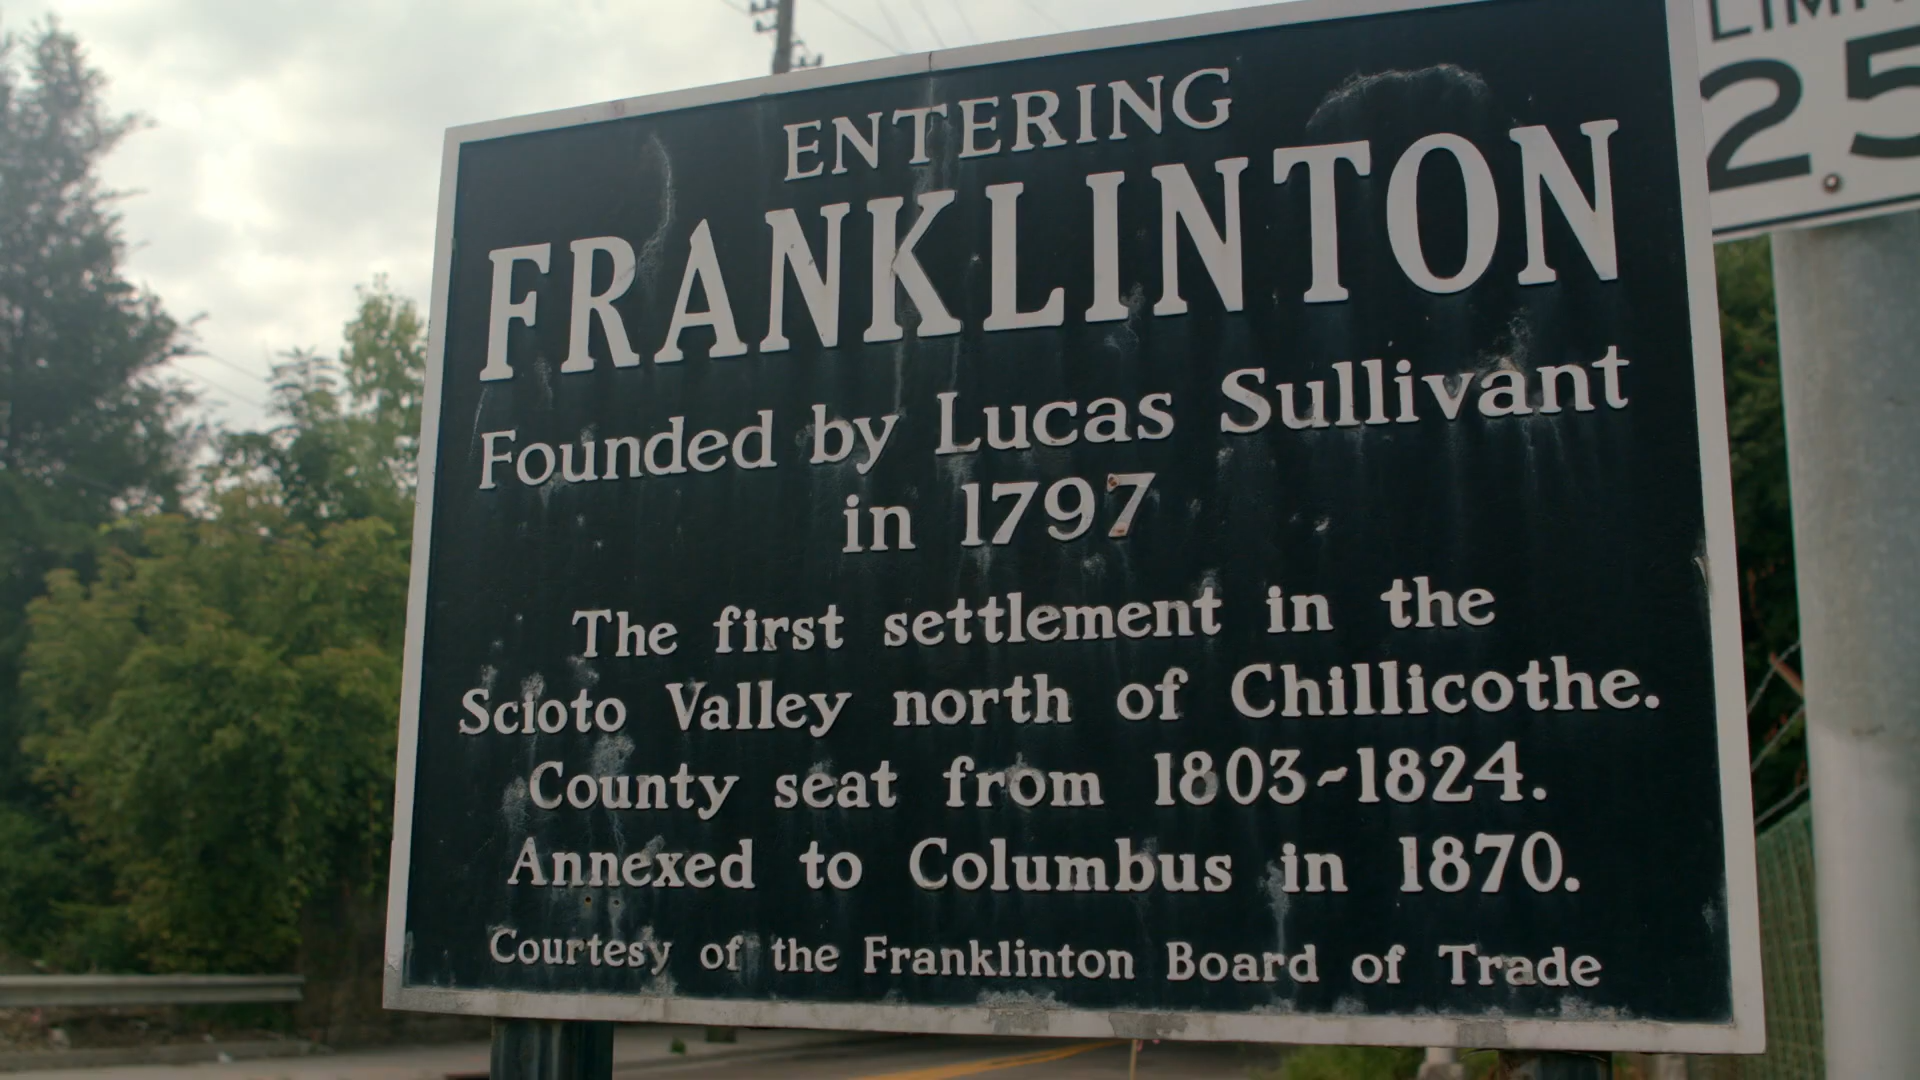 ENTERING
FRANKLINTON
Founded by Lucas Sullivant
in 1797
The first settlement in the
Scioto Valley north of Chillicothe.
County seat from 1803~1824.
Annexed to Columbus in 1870.
Courtesy of the Franklinton Board of Trade
25